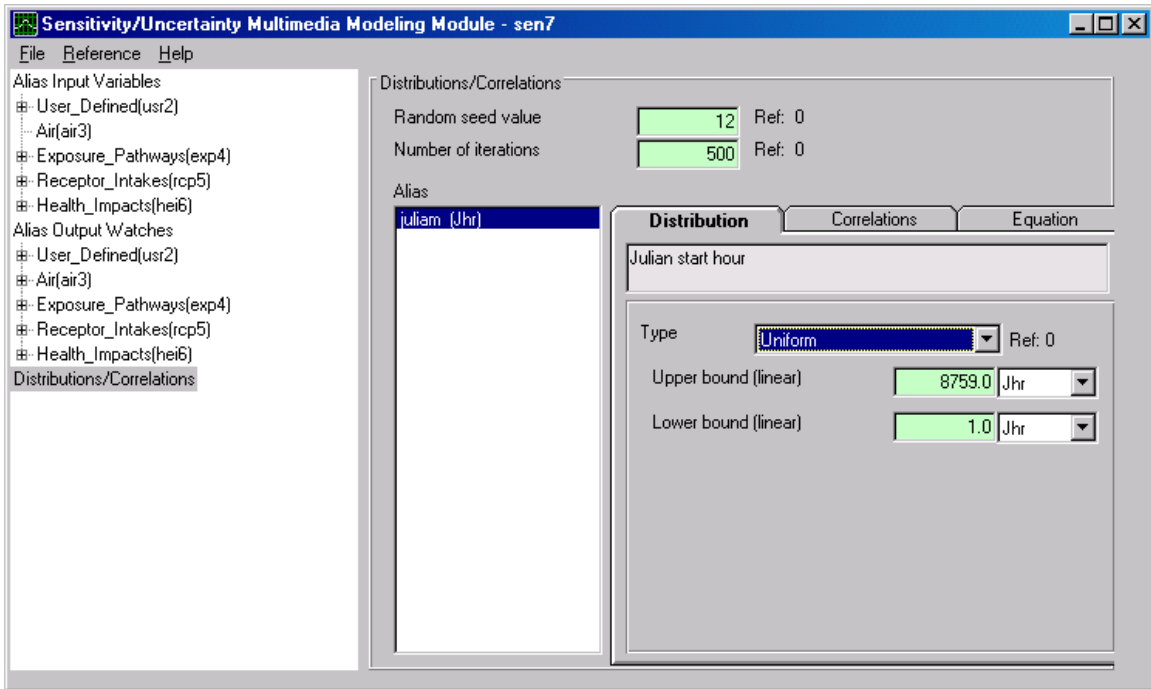 Sensitivity/Uncertainty Multimedia Modeling Module - sen7
File Reference Help
Alias Input Variables
User_Defined(usr2)
Air(air3)
Exposure_Pathways(exp4)
Receptor_Intakes(rcp5)
Health_Impacts(hei6)
Alias Output Watches
User_Defined(usr2)
Air(air3)
Exposure_Pathways(exp4)
Receptor_Intakes(rcp5)
Health_Impacts(hei6)
Distributions/Correlations
Distributions/Correlations
Random seed value 12 Ref: 0
Number of iterations 500 Ref: 0
Alias
juliam (Jhr)
Distribution Correlations Equation
Julian start hour
Type Uniform Ref: 0
Upper bound (linear) 8759.0 Jhr
Lower bound (linear) 1.0 Jhr